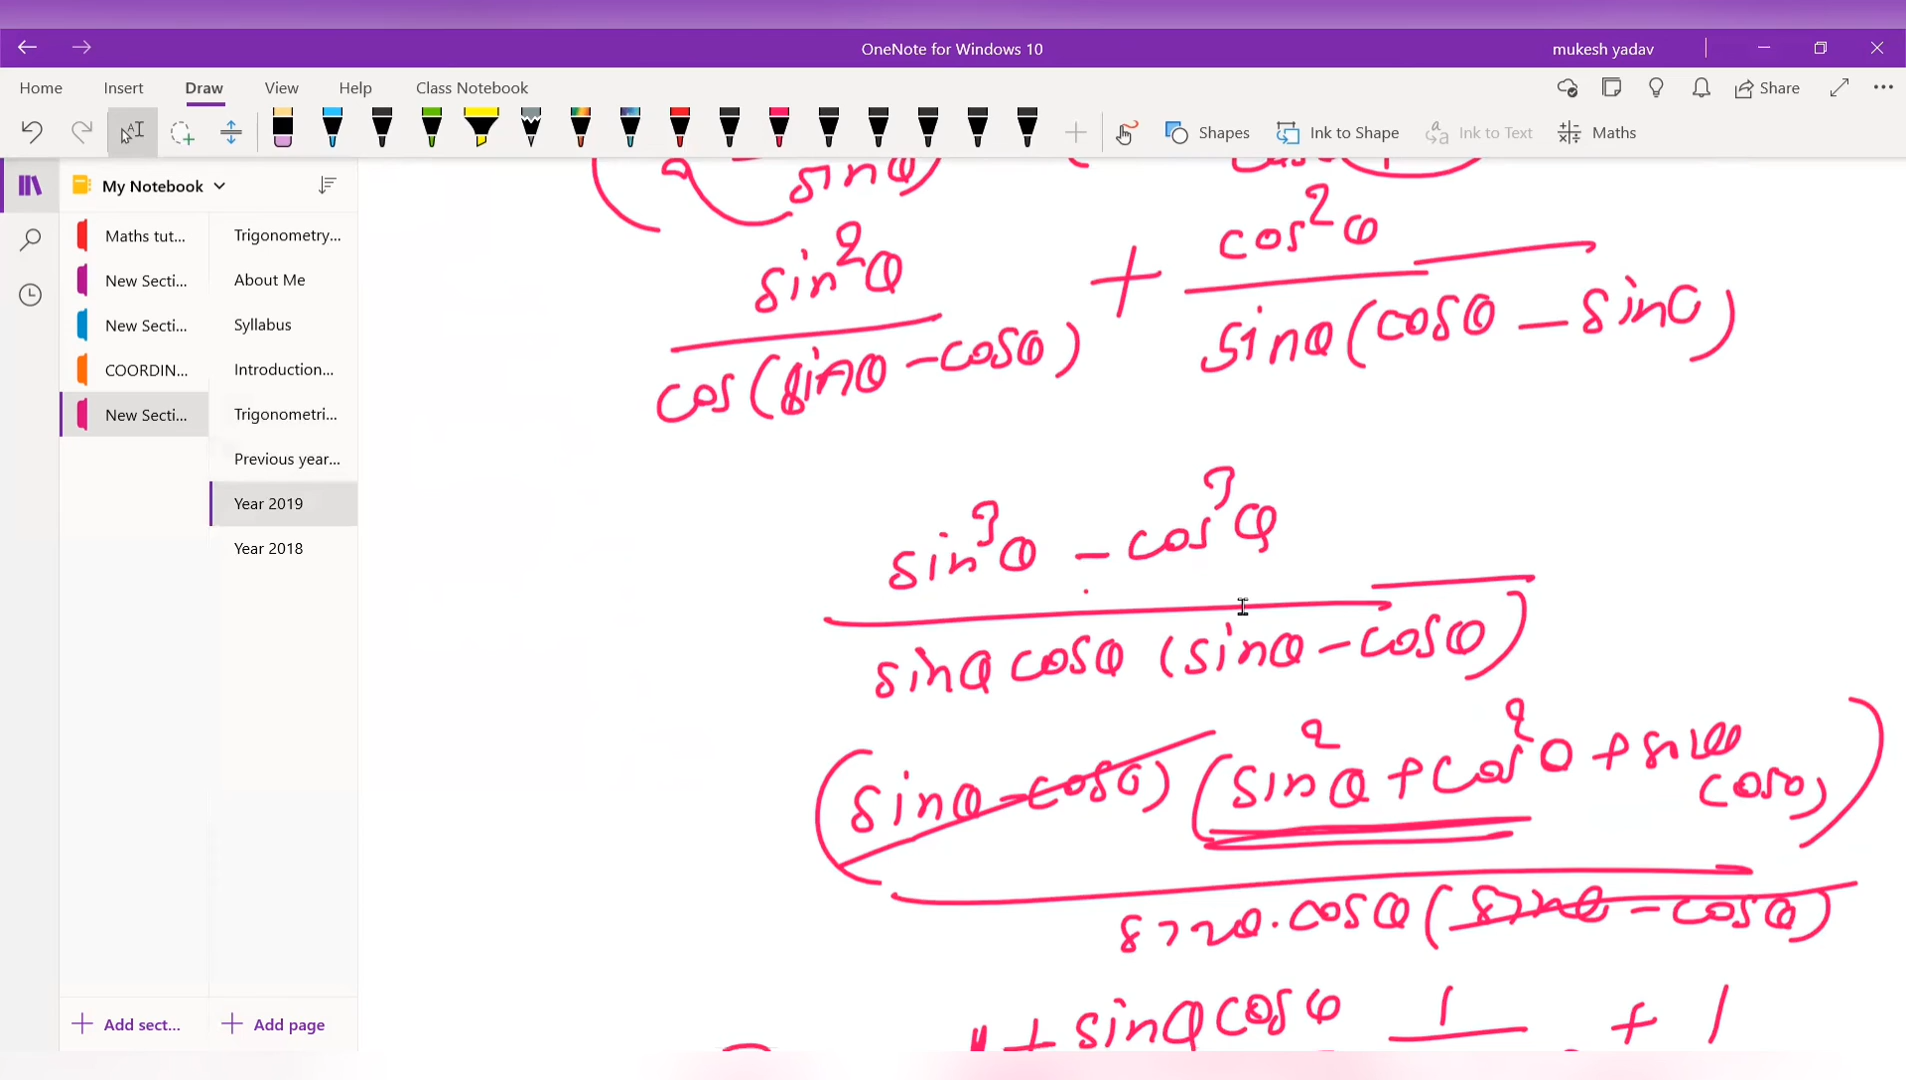 OneNote for Windows 10
mukesh yadav
Home Insert Draw View Help Class Notebook
Share
Shapes Ink to Shape Ink to Text Maths
My Notebook
Maths tut...
New Secti...
New Secti...
COORDIN...
New Secti...
Trigonometry...
About Me
Syllabus
Introduction...
Trigonometri...
Previous year...
Year 2019
Year 2018
Add sect...
Add page
sinθ)
sin²θ + cos²θ
cos(sinθ - cosθ) sinθ(cosθ - sinθ)
sin³θ - cos³θ
sinθ cosθ (sinθ - cosθ)
(sinθ - cosθ) (sin²θ + cos²θ + sinθ
cosθ)
sinθ.cosθ(sinθ - cosθ)
1 + sinθ cosθ 1 + 1